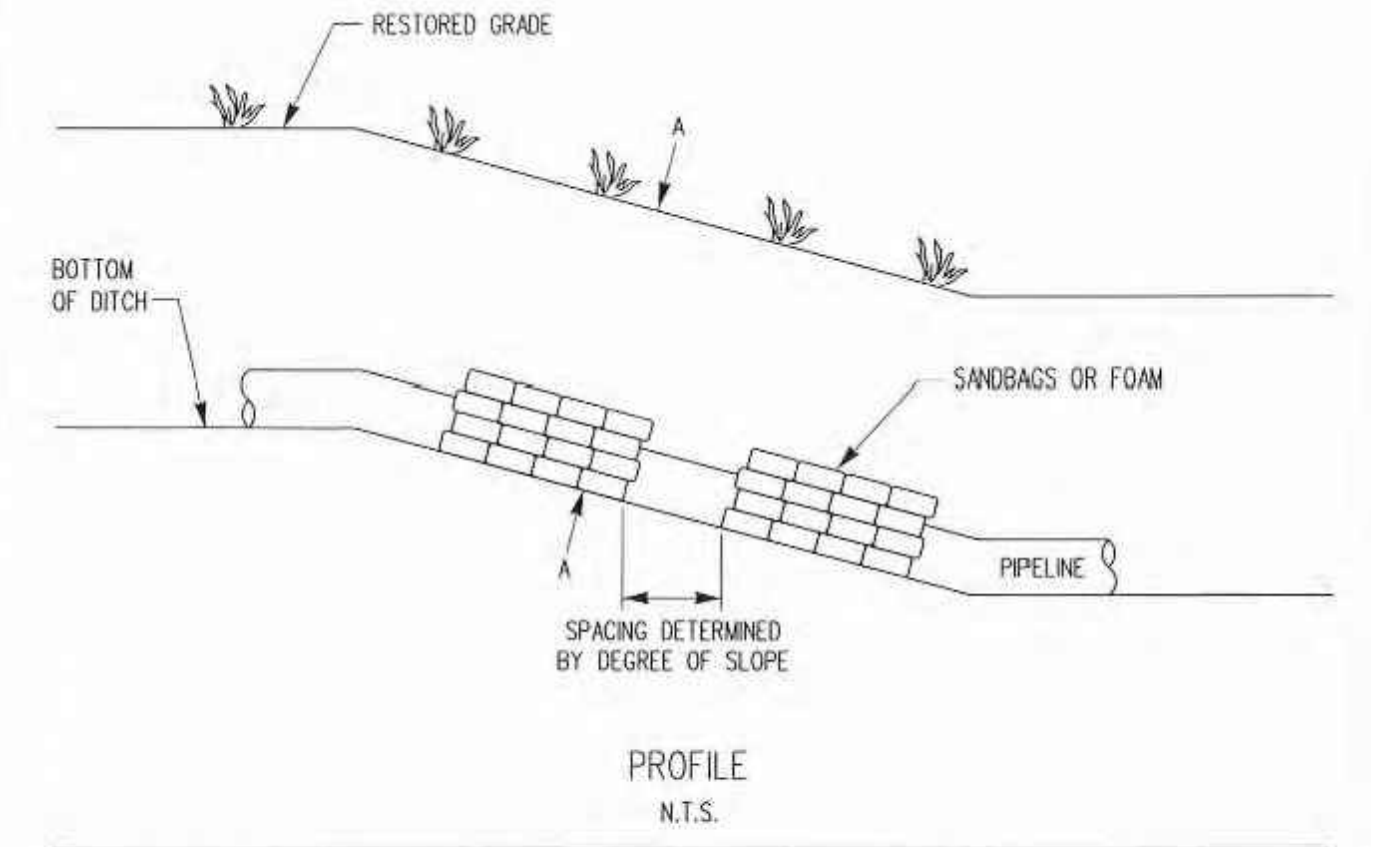 RESTORED GRADE
A
BOTTOM
OF DITCH
SANDBAGS OR FOAM
PIPELINE
A
SPACING DETERMINED
BY DEGREE OF SLOPE
PROFILE
N.T.S.